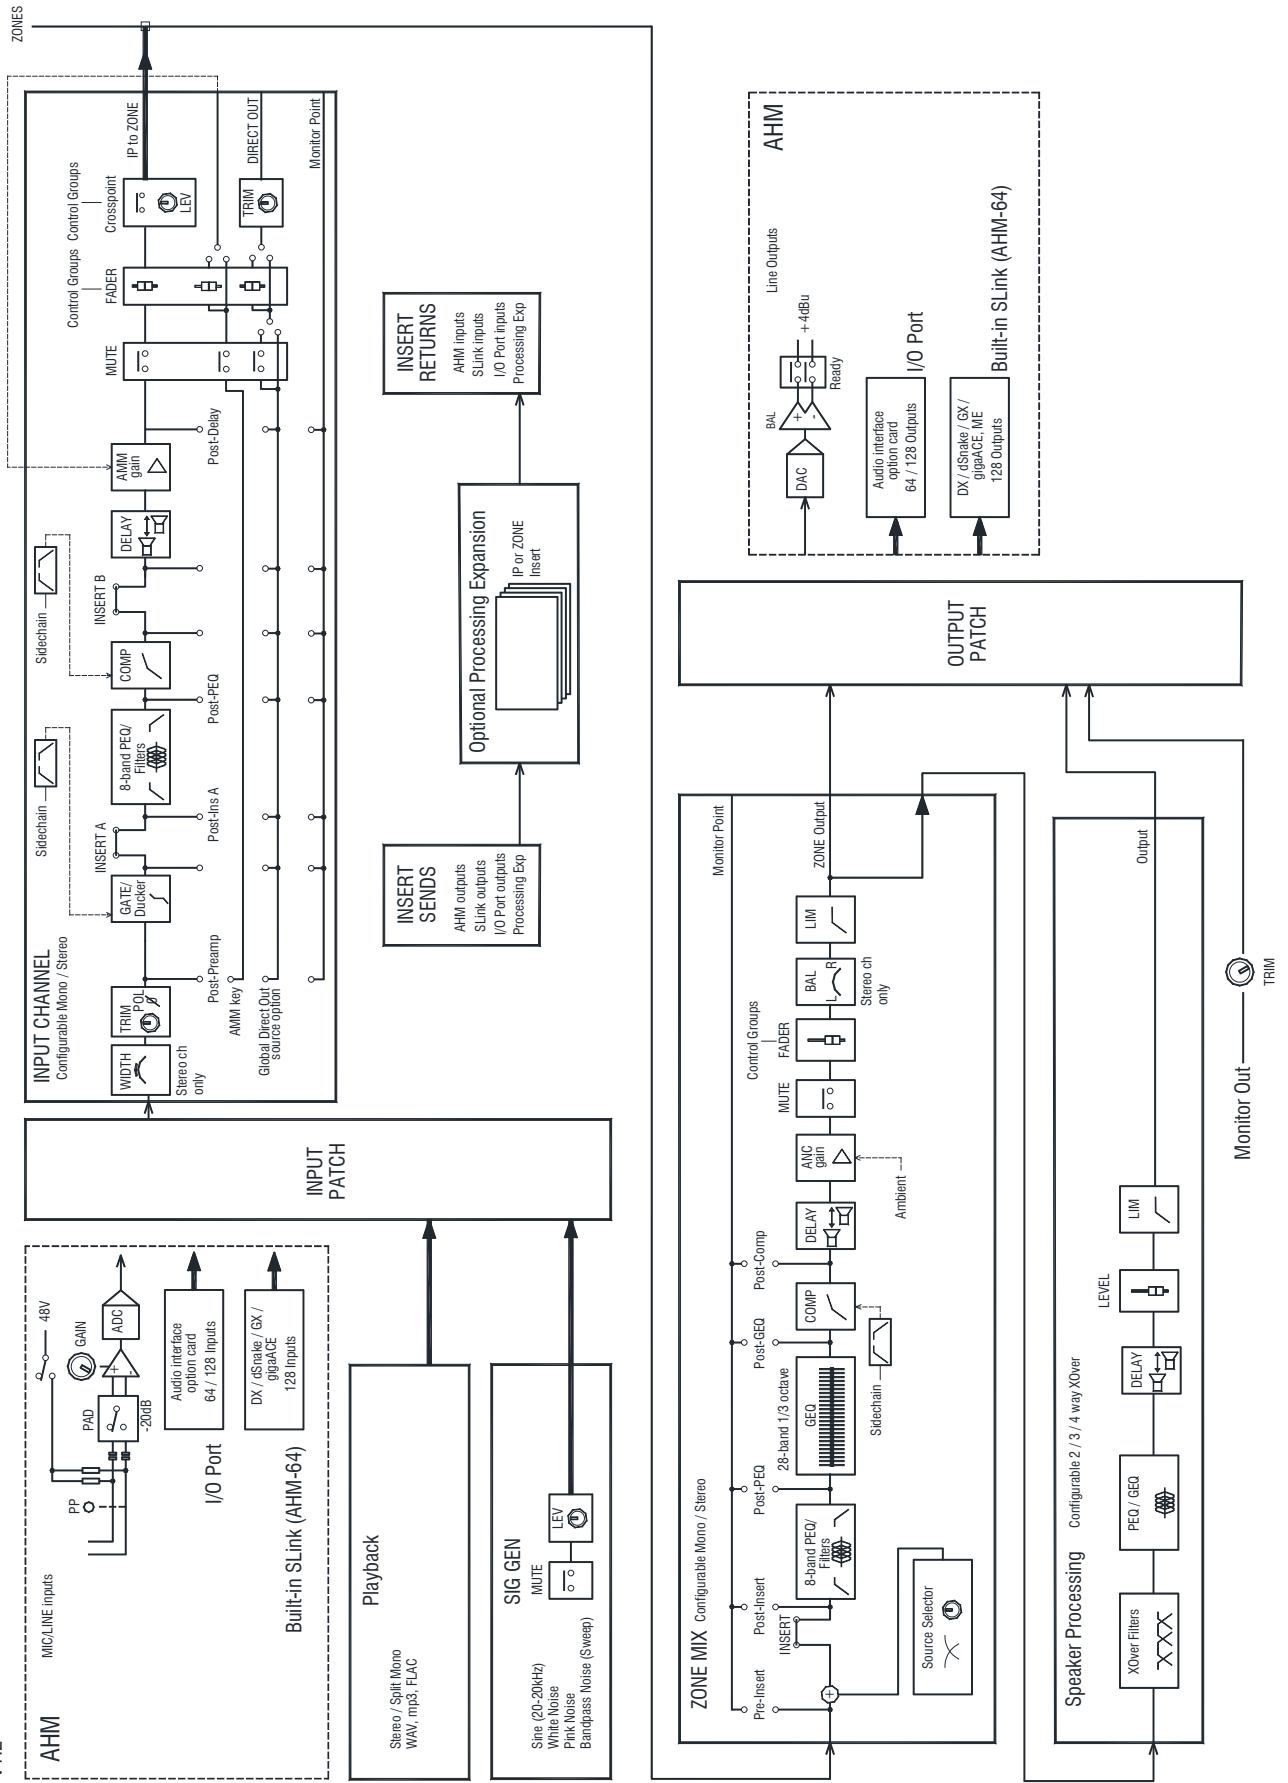 AHM
MIC/LINE inputs
PP
48V
PAD
-20dB
GAIN
+
-
ADC
Audio interface
option card
64 / 128 Inputs
I/O Port
DX / dSnake / GX /
gigaACE
128 Inputs
Built-in SLink (AHM-64)
Playback
Stereo / Split Mono
WAV, mp3, FLAC
SIG GEN
Sine (20-20kHz)
White Noise
Pink Noise
Bandpass Noise (Sweep)
MUTE
LEV
INPUT
PATCH
INPUT CHANNEL
Configurable Mono / Stereo
WIDTH
Stereo ch
only
TRIM
POL
Ø
Post-Preamp
AMM key
Global Direct Out
source option
GATE/
Ducker
Sidechain
INSERT A
Post-Ins A
8-band PEQ/
Filters
Post-PEQ
COMP
Sidechain
INSERT B
DELAY
AMM
gain
Post-Delay
MUTE
Control Groups
FADER
Control Groups
Crosspoint
LEV
IP to ZONE
TRIM
DIRECT OUT
Monitor Point
ZONES
INSERT
SENDS
AHM outputs
SLink outputs
I/O Port outputs
Processing Exp
Optional Processing Expansion
IP or ZONE
Insert
INSERT
RETURNS
AHM inputs
SLink inputs
I/O Port inputs
Processing Exp
ZONE MIX Configurable Mono / Stereo
Pre-Insert
+
Source Selector
INSERT
Post-Insert
8-band PEQ/
Filters
Post-PEQ
28-band 1/3 octave
GEQ
Post-GEQ
Sidechain
COMP
Post-Comp
DELAY
Ambient
ANC
gain
MUTE
Control Groups
FADER
BAL
L
R
Stereo ch
only
LIM
ZONE Output
Monitor Point
Speaker Processing
Configurable 2 / 3 / 4 way XOver
XOver Filters
PEQ / GEQ
DELAY
LEVEL
LIM
Output
Monitor Out
TRIM
OUTPUT
PATCH
AHM
DAC
BAL
+
-
Ready
+4dBu
Line Outputs
Audio interface
option card
64 / 128 Outputs
I/O Port
DX / dSnake / GX /
gigaACE, ME
128 Outputs
Built-in SLink (AHM-64)